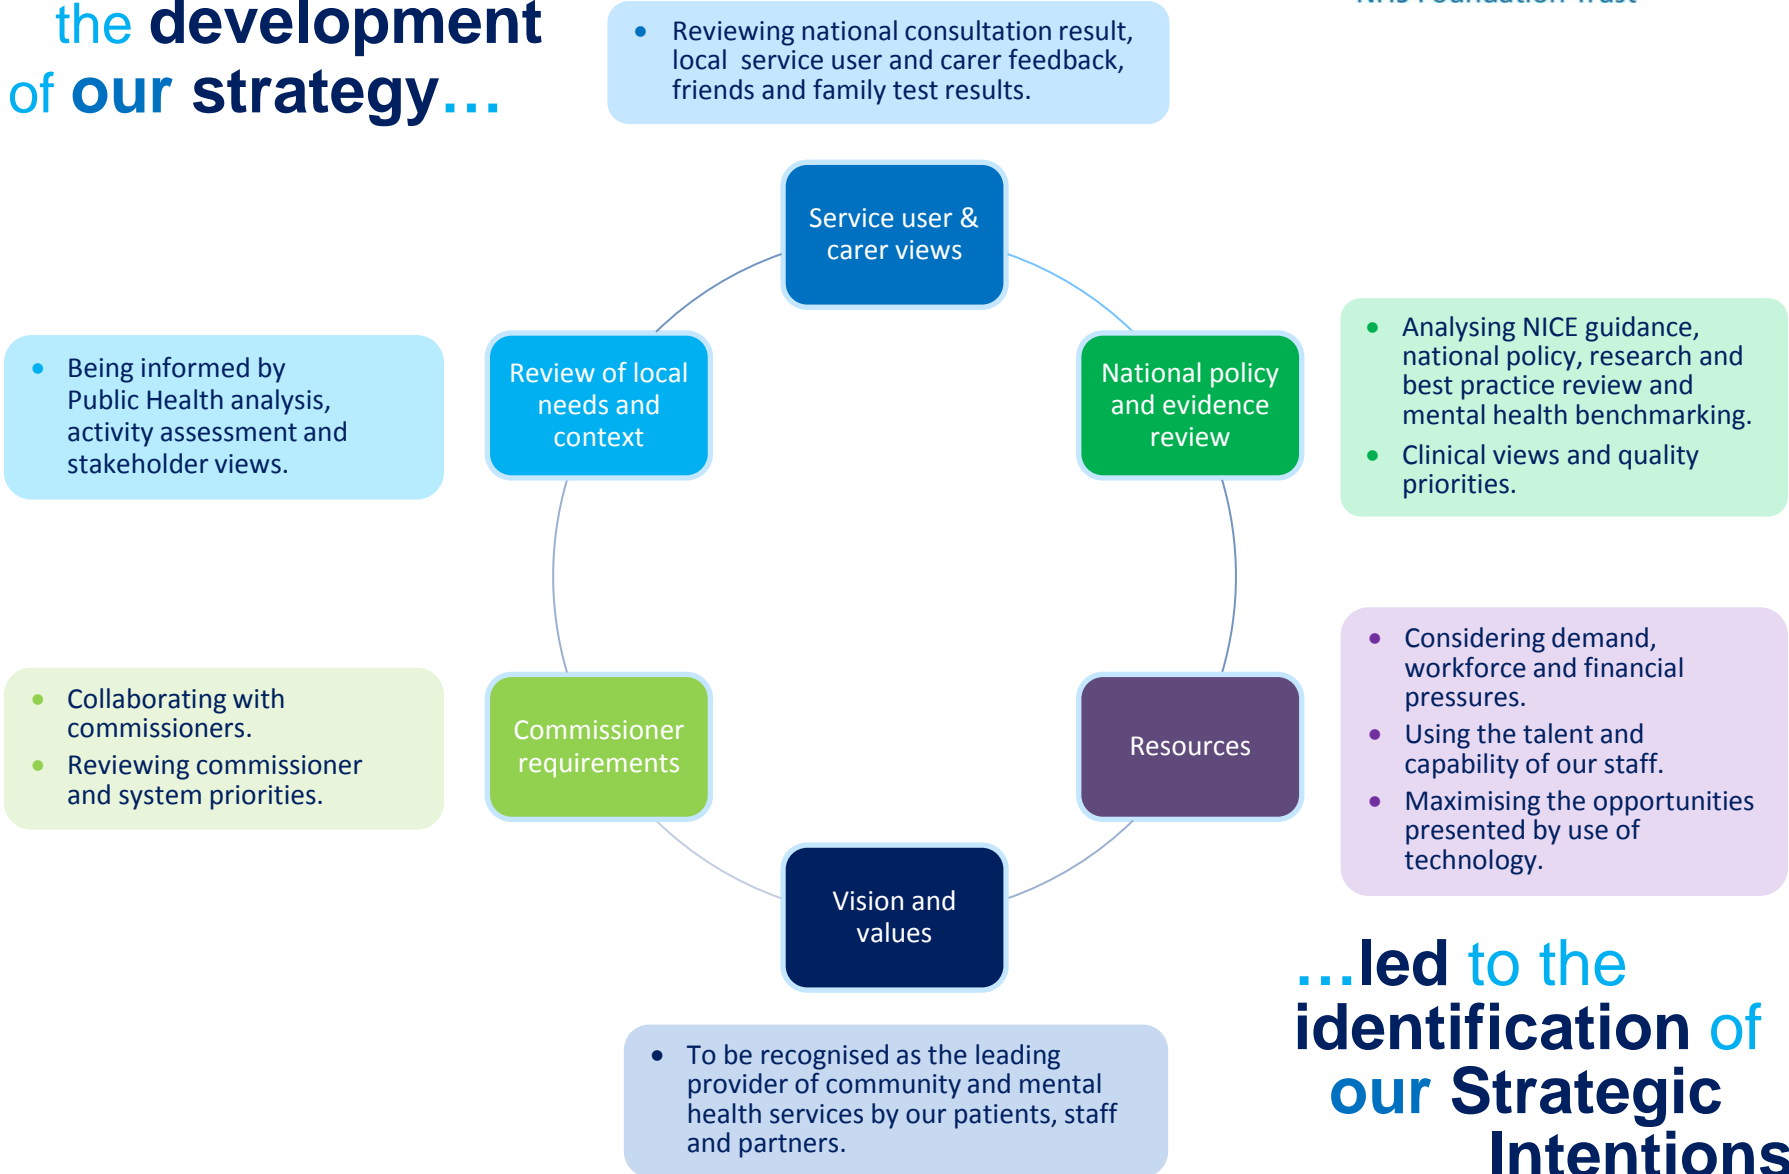 the development
of our strategy...
NHS Foundation Trust
Reviewing national consultation result,
local service user and carer feedback,
friends and family test results.
Service user &
carer views
Being informed by
Public Health analysis,
activity assessment and
stakeholder views.
Review of local
needs and
context
National policy
and evidence
review
Analysing NICE guidance,
national policy, research and
best practice review and
mental health benchmarking.
Clinical views and quality
priorities.
Collaborating with
commissioners.
Reviewing commissioner
and system priorities.
Commissioner
requirements
Resources
Considering demand,
workforce and financial
pressures.
Using the talent and
capability of our staff.
Maximising the opportunities
presented by use of
technology.
Vision and
values
To be recognised as the leading
provider of community and mental
health services by our patients, staff
and partners.
...led to the
identification of
our Strategic
Intentions